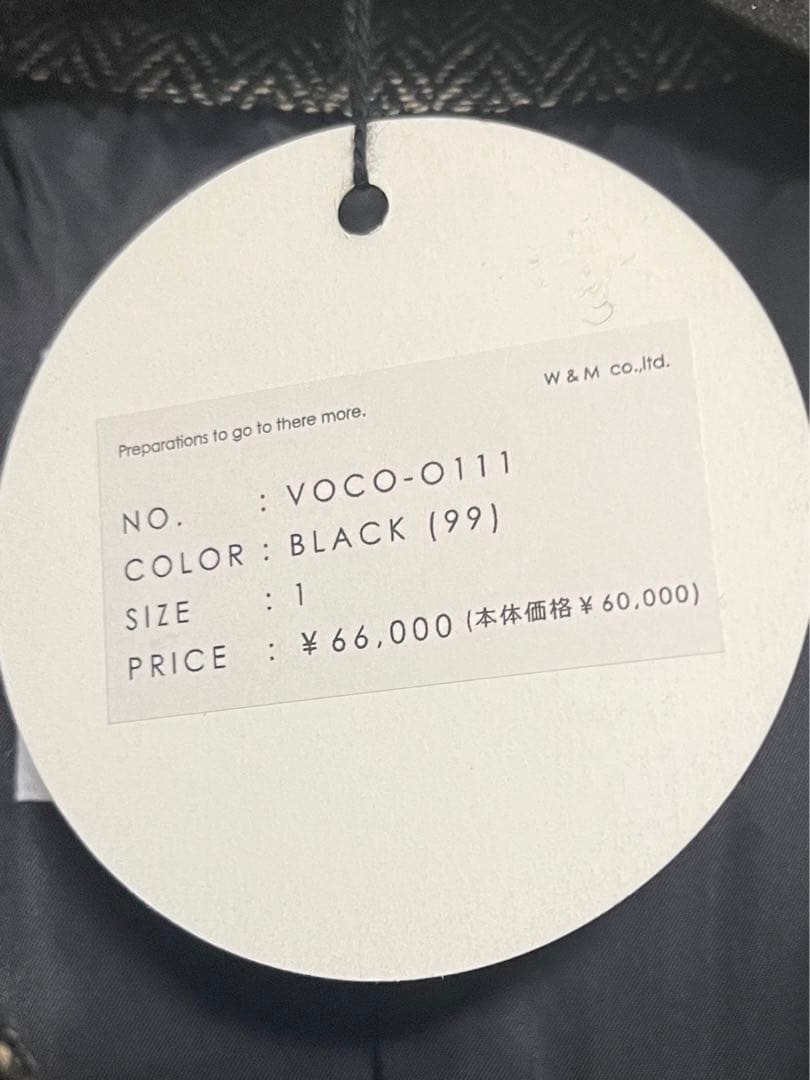 W & M co.,ltd.
Preparations to go to there more.
NO. : VOCO-0111
COLOR : BLACK (99)
SIZE : 1
PRICE : ¥66,000 (本体価格¥60,000)